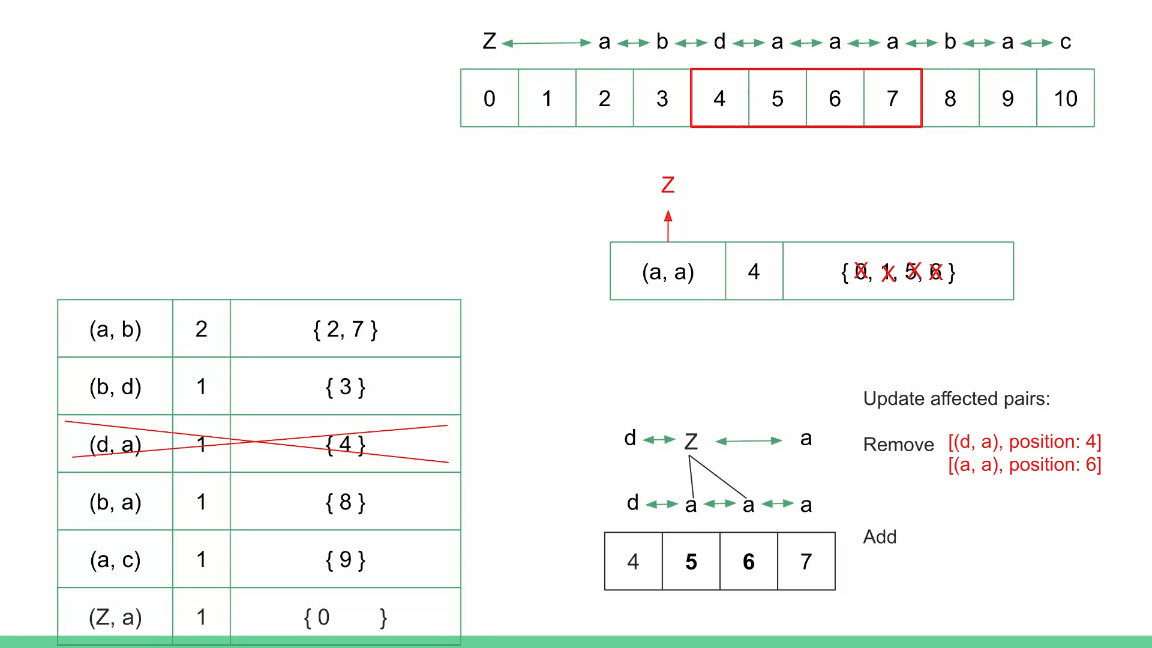 Z a b d a a a b a c
0 1 2 3 4 5 6 7 8 9 10
Z
(a, a) 4 { 0, 1, 5, 6 }
(a, b) 2 { 2, 7 }
(b, d) 1 { 3 }
(d, a) 1 { 4 }
(b, a) 1 { 8 }
(a, c) 1 { 9 }
(Z, a) 1 { 0 }
d Z a
d a a a
4 5 6 7
Update affected pairs:
Remove [(d, a), position: 4]
[(a, a), position: 6]
Add